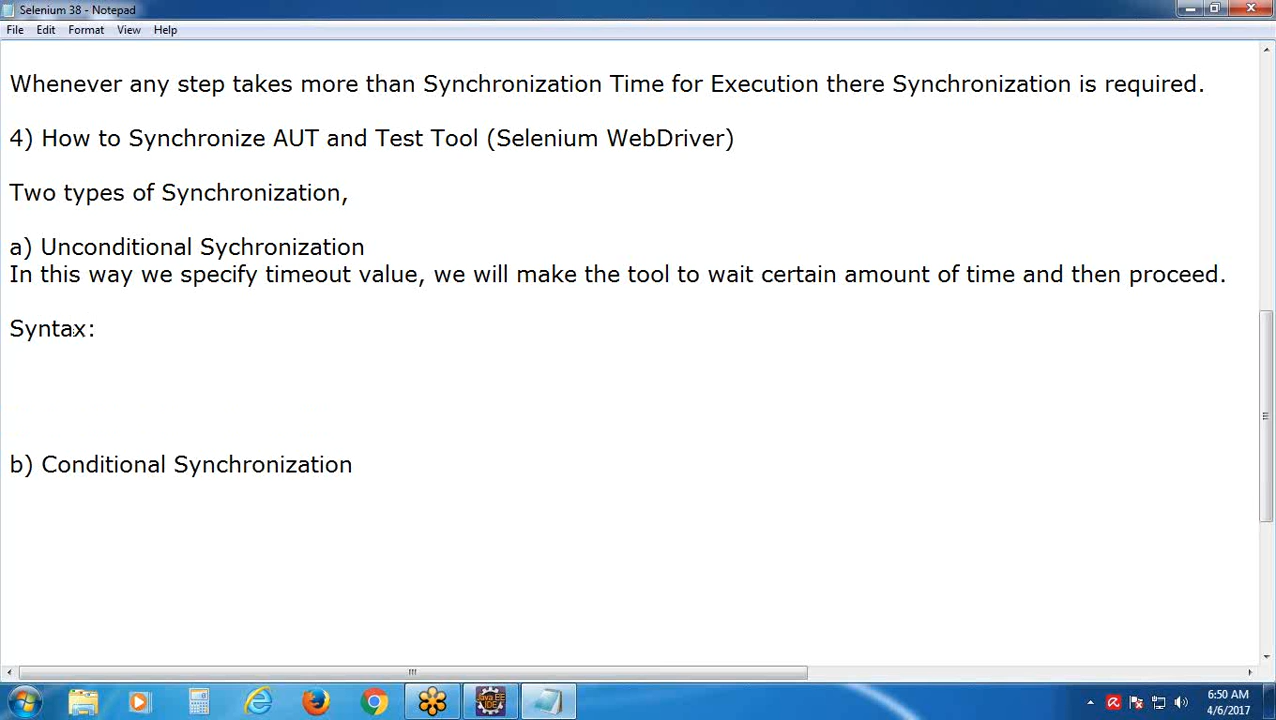 Selenium 38 - Notepad
File Edit Format View Help
Whenever any step takes more than Synchronization Time for Execution there Synchronization is required.
4) How to Synchronize AUT and Test Tool (Selenium WebDriver)
Two types of Synchronization,
a) Unconditional Sychronization
In this way we specify timeout value, we will make the tool to wait certain amount of time and then proceed.
Syntax:
b) Conditional Synchronization
Java EE
IDE
6:50 AM
4/6/2017